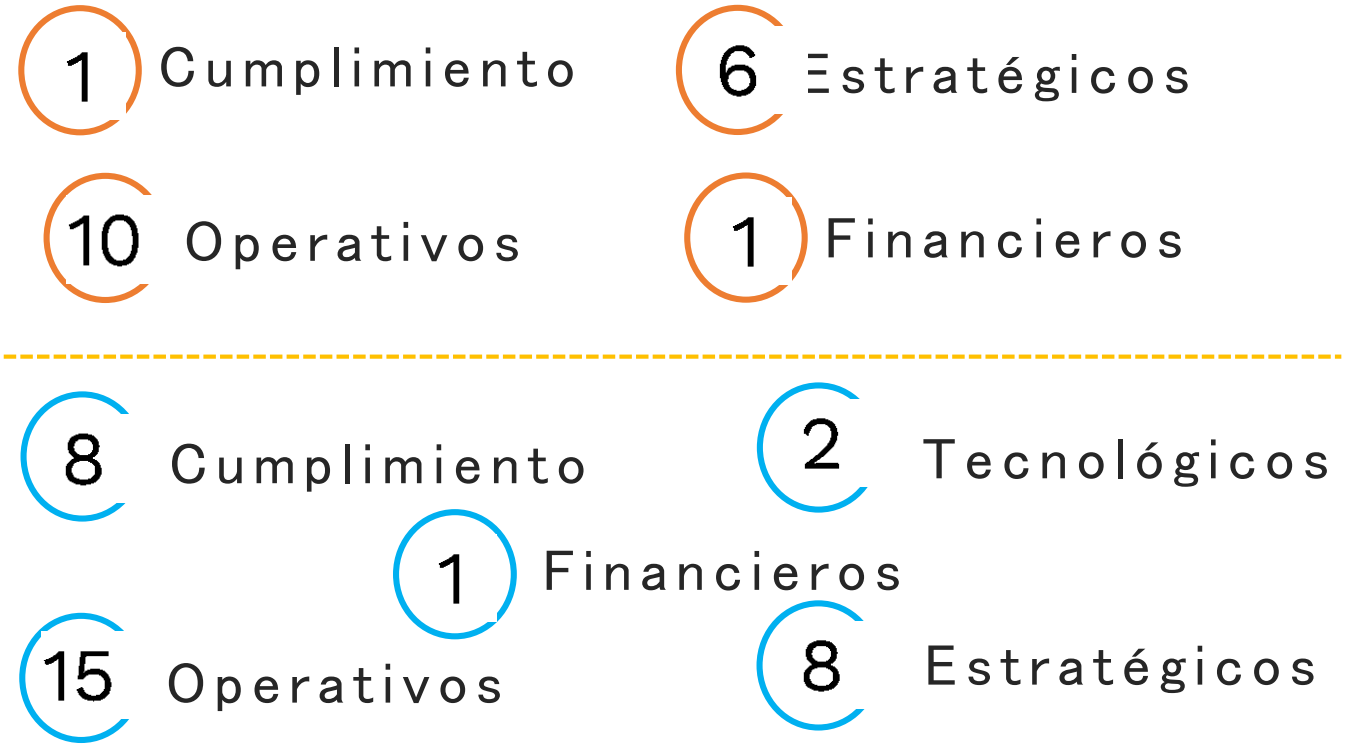 1 Cumplimiento
6 Estratégicos
10 Operativos
1 Financieros
8 Cumplimiento
2 Tecnológicos
1 Financieros
15 Operativos
8 Estratégicos